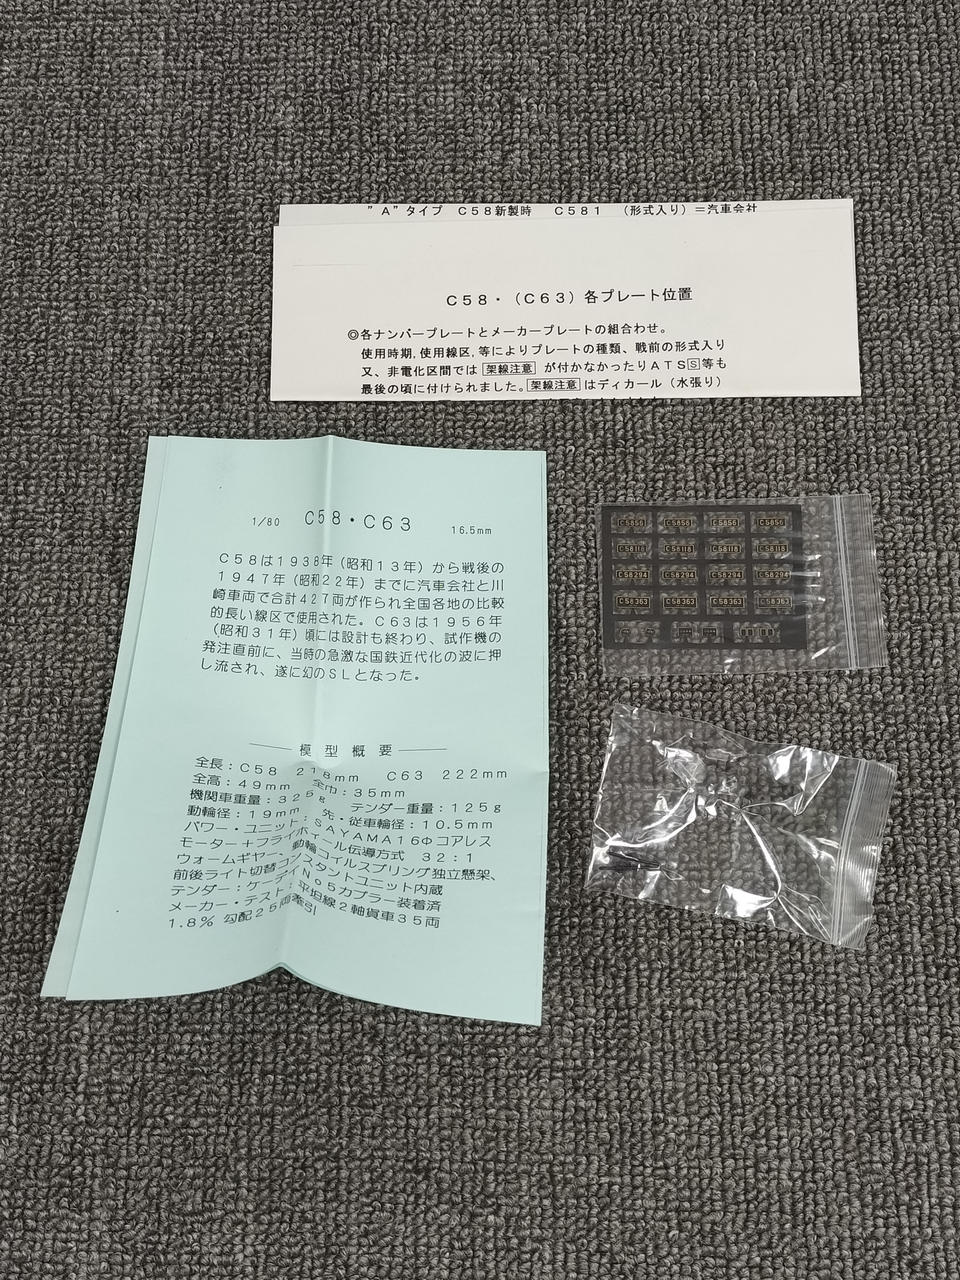 ”A”タイプ　C58新製時　C581　(形式入り)＝汽車会社
C58・(C63)各プレート位置
◎各ナンバープレートとメーカープレートの組合わせ。
使用時期,使用線区,等によりプレートの種類、戦前の形式入り
又、非電化区間では 架線注意 が付かなかったりATS S 等も
最後の頃に付けられました。架線注意 はディカール(水張り)
1/80　C58・C63　16.5mm
C58は1938年(昭和13年)から戦後の
1947年(昭和22年)までに汽車会社と川
崎車両で合計427両が作られ全国各地の比較
的長い線区で使用された。C63は1956年
(昭和31年)頃には設計も終わり、試作機の
発注直前に、当時の急激な国鉄近代化の波に押
し流され、遂に幻のSLとなった。
模型概要
全長：C58　218mm　C63　222mm
全高：49mm　全巾：35mm
機関車重量：325g　テンダー重量：125g
動輪径：19mm　先・従車輪径：10.5mm
パワー・ユニット：SAYAMA16Φコアレス
モーター＋フライホィール伝導方式　32：1
ウォームギヤー、動輪コイルスプリング独立懸架、
前後ライト切替コンスタントユニット内蔵
テンダー：ケーディNo5カプラー装着済
メーカー・テスト：平坦線2軸貨車35両
1.8% 勾配25両牽引
C5856 C5856 C5856 C5856
C58118 C58118 C58118 C58118
C58294 C58294 C58294 C58294
C58363 C58363 C58363 C58363